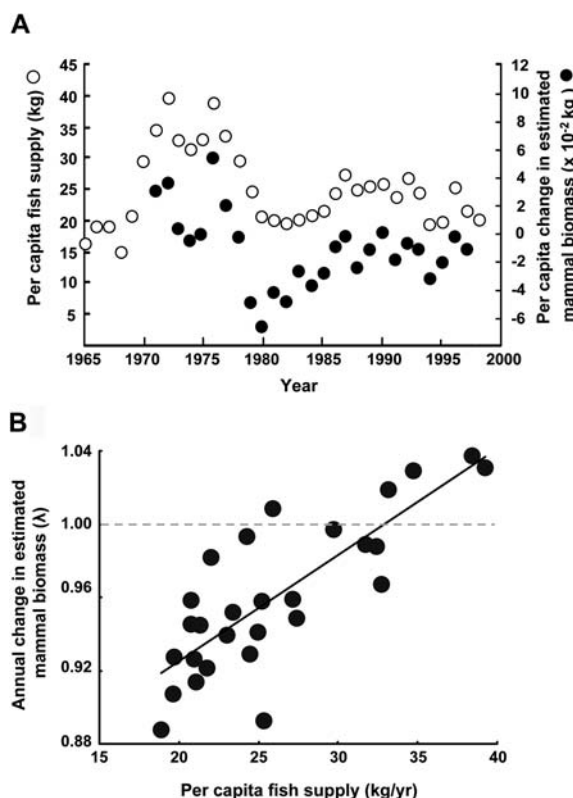 A
Per capita fish supply (kg)
45
40
35
30
25
20
15
10
5
12
10
8
6
4
2
0
-2
-4
-6
Per capita change in estimated
mammal biomass (x 10-2 kg)
1965 1970 1975 1980 1985 1990 1995 2000
Year
B
Annual change in estimated
mammal biomass (λ)
1.04
1.00
0.96
0.92
0.88
15 20 25 30 35 40
Per capita fish supply (kg/yr)